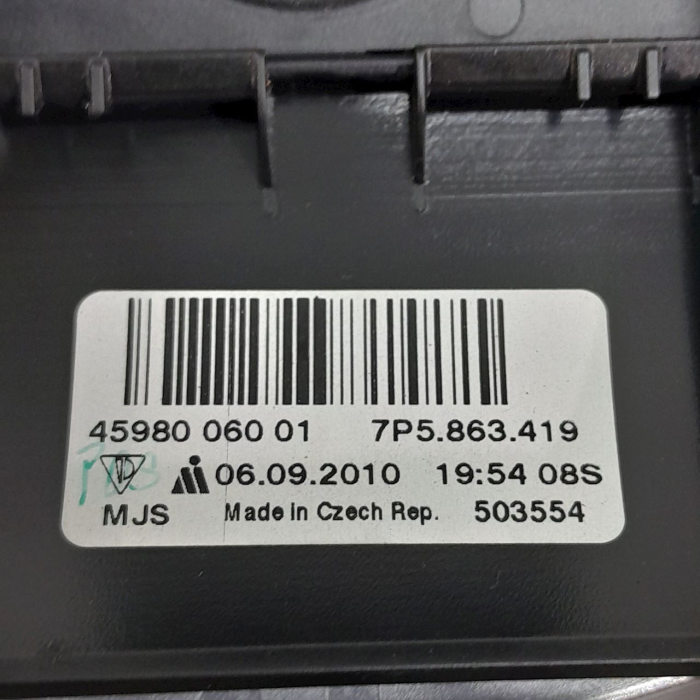 45980 060 01 7P5.863.419
06.09.2010 19:54 08S
MJS Made in Czech Rep. 503554